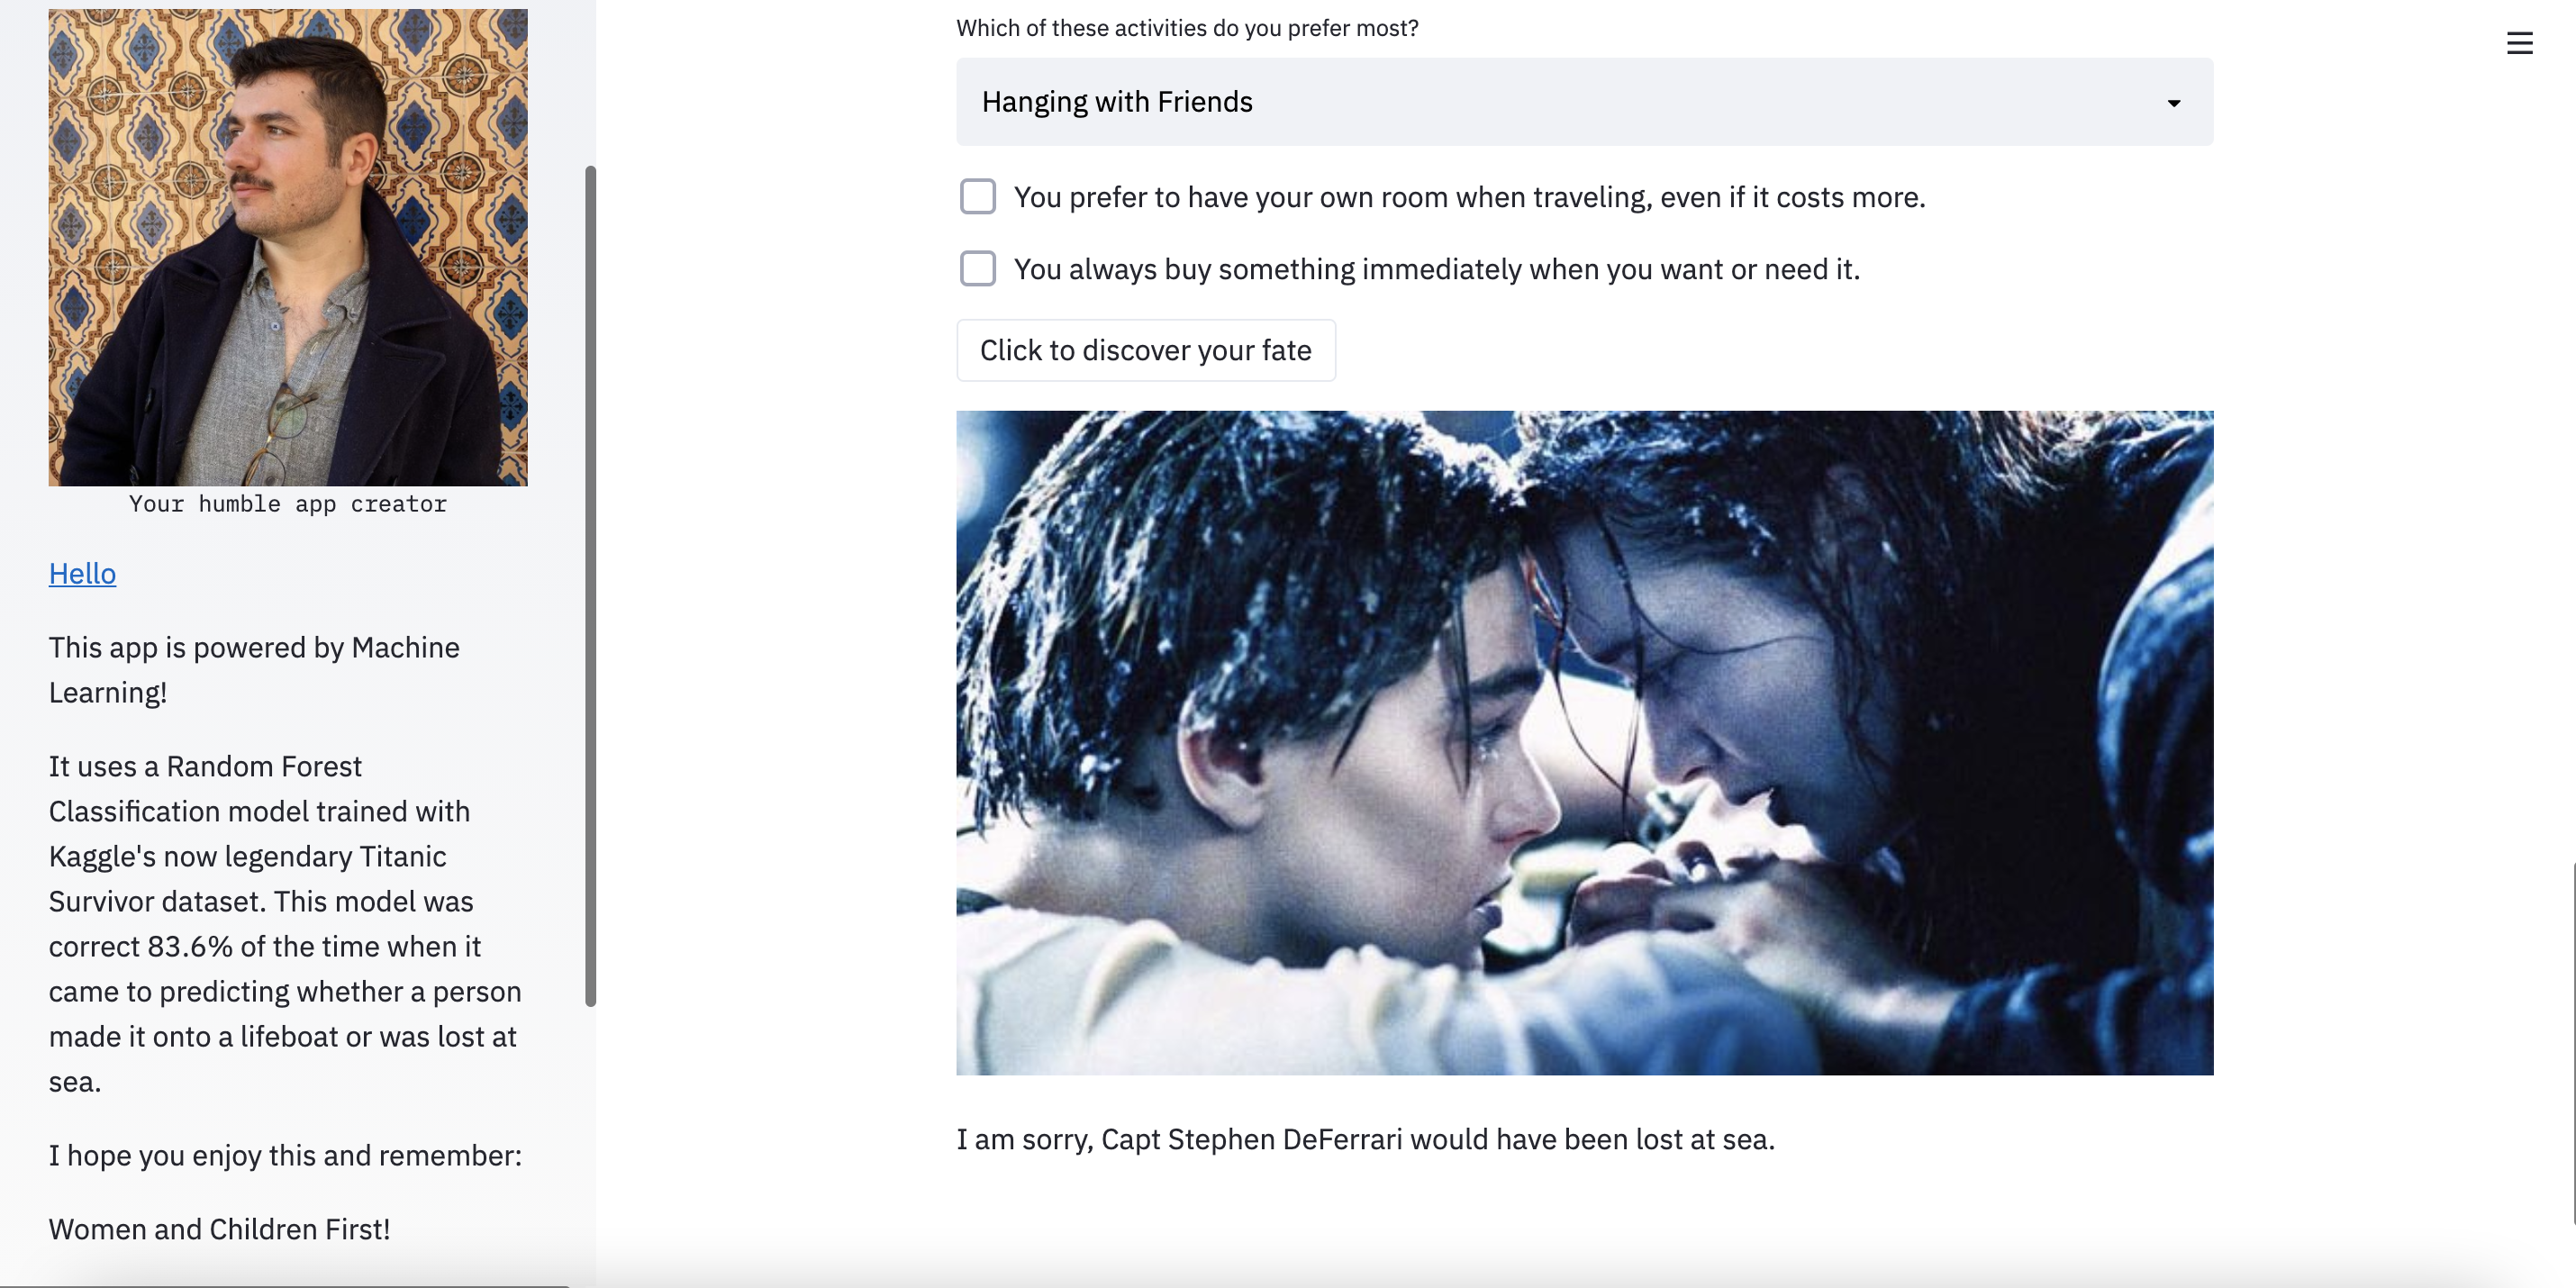 Your humble app creator
Hello
This app is powered by Machine
Learning!
It uses a Random Forest
Classification model trained with
Kaggle's now legendary Titanic
Survivor dataset. This model was
correct 83.6% of the time when it
came to predicting whether a person
made it onto a lifeboat or was lost at
sea.
I hope you enjoy this and remember:
Women and Children First!
Which of these activities do you prefer most?
Hanging with Friends
You prefer to have your own room when traveling, even if it costs more.
You always buy something immediately when you want or need it.
Click to discover your fate
I am sorry, Capt Stephen DeFerrari would have been lost at sea.